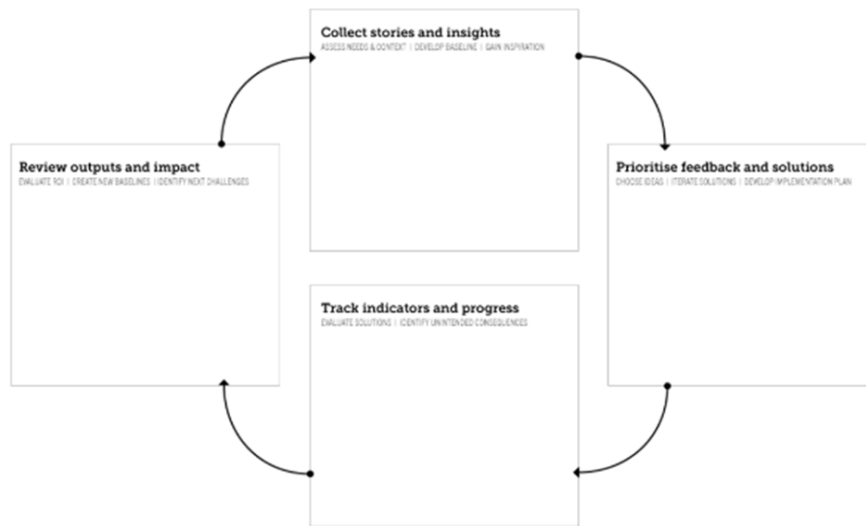 Collect stories and insights
ASSESS NEEDS & CONTEXT | DEVELOP BASELINE | GAIN INSPIRATION
Review outputs and impact
EVALUATE ROI | CREATE NEW BASELINES | IDENTIFY NEXT CHALLENGES
Prioritise feedback and solutions
CHOOSE IDEAS | ITERATE SOLUTIONS | DEVELOP IMPLEMENTATION PLAN
Track indicators and progress
EVALUATE SOLUTIONS | IDENTIFY UNINTENDED CONSEQUENCES